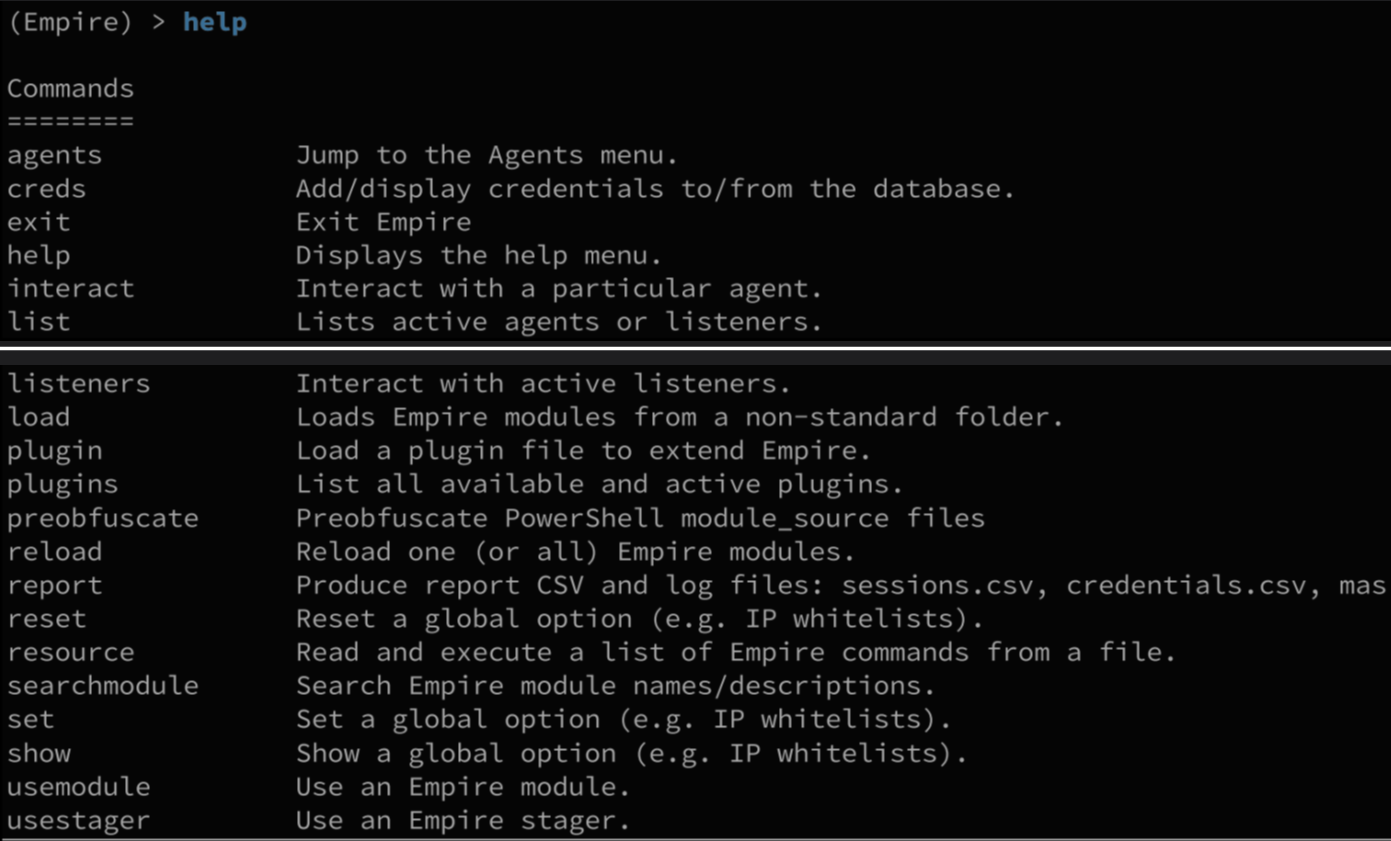 (Empire) > help
Commands
========
agents Jump to the Agents menu.
creds Add/display credentials to/from the database.
exit Exit Empire
help Displays the help menu.
interact Interact with a particular agent.
list Lists active agents or listeners.
listeners Interact with active listeners.
load Loads Empire modules from a non-standard folder.
plugin Load a plugin file to extend Empire.
plugins List all available and active plugins.
preobfuscate Preobfuscate PowerShell module_source files
reload Reload one (or all) Empire modules.
report Produce report CSV and log files: sessions.csv, credentials.csv, mas
reset Reset a global option (e.g. IP whitelists).
resource Read and execute a list of Empire commands from a file.
searchmodule Search Empire module names/descriptions.
set Set a global option (e.g. IP whitelists).
show Show a global option (e.g. IP whitelists).
usemodule Use an Empire module.
usestager Use an Empire stager.